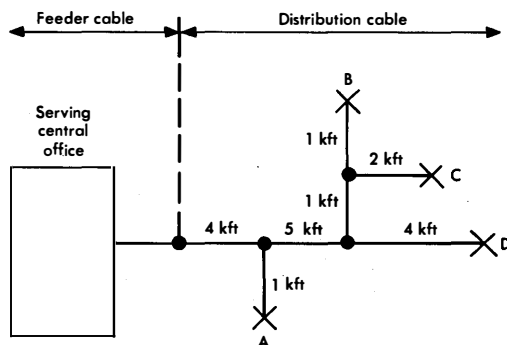 Feeder cable
Distribution cable
Serving
central
office
B
1 kft
2 kft
C
1 kft
4 kft
5 kft
4 kft
D
1 kft
A